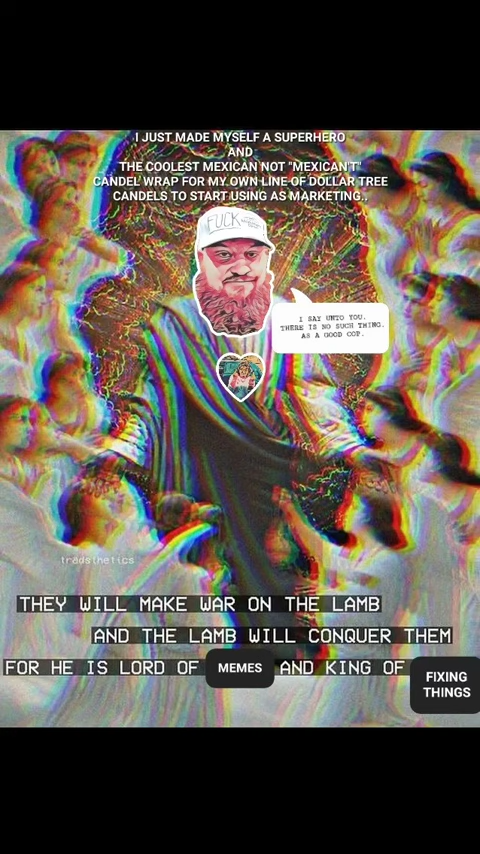 I JUST MADE MYSELF A SUPERHERO
AND
THE COOLEST MEXICAN NOT "MEXICAN'T"
CANDEL WRAP FOR MY OWN LINE OF DOLLAR TREE
CANDELS TO START USING AS MARKETING..
FUCK
I SAY UNTO YOU.
THERE IS NO SUCH THING.
AS A GOOD COP.
tradsthetics
THEY WILL MAKE WAR ON THE LAMB
AND THE LAMB WILL CONQUER THEM
FOR HE IS LORD OF MEMES AND KING OF FIXING
THINGS